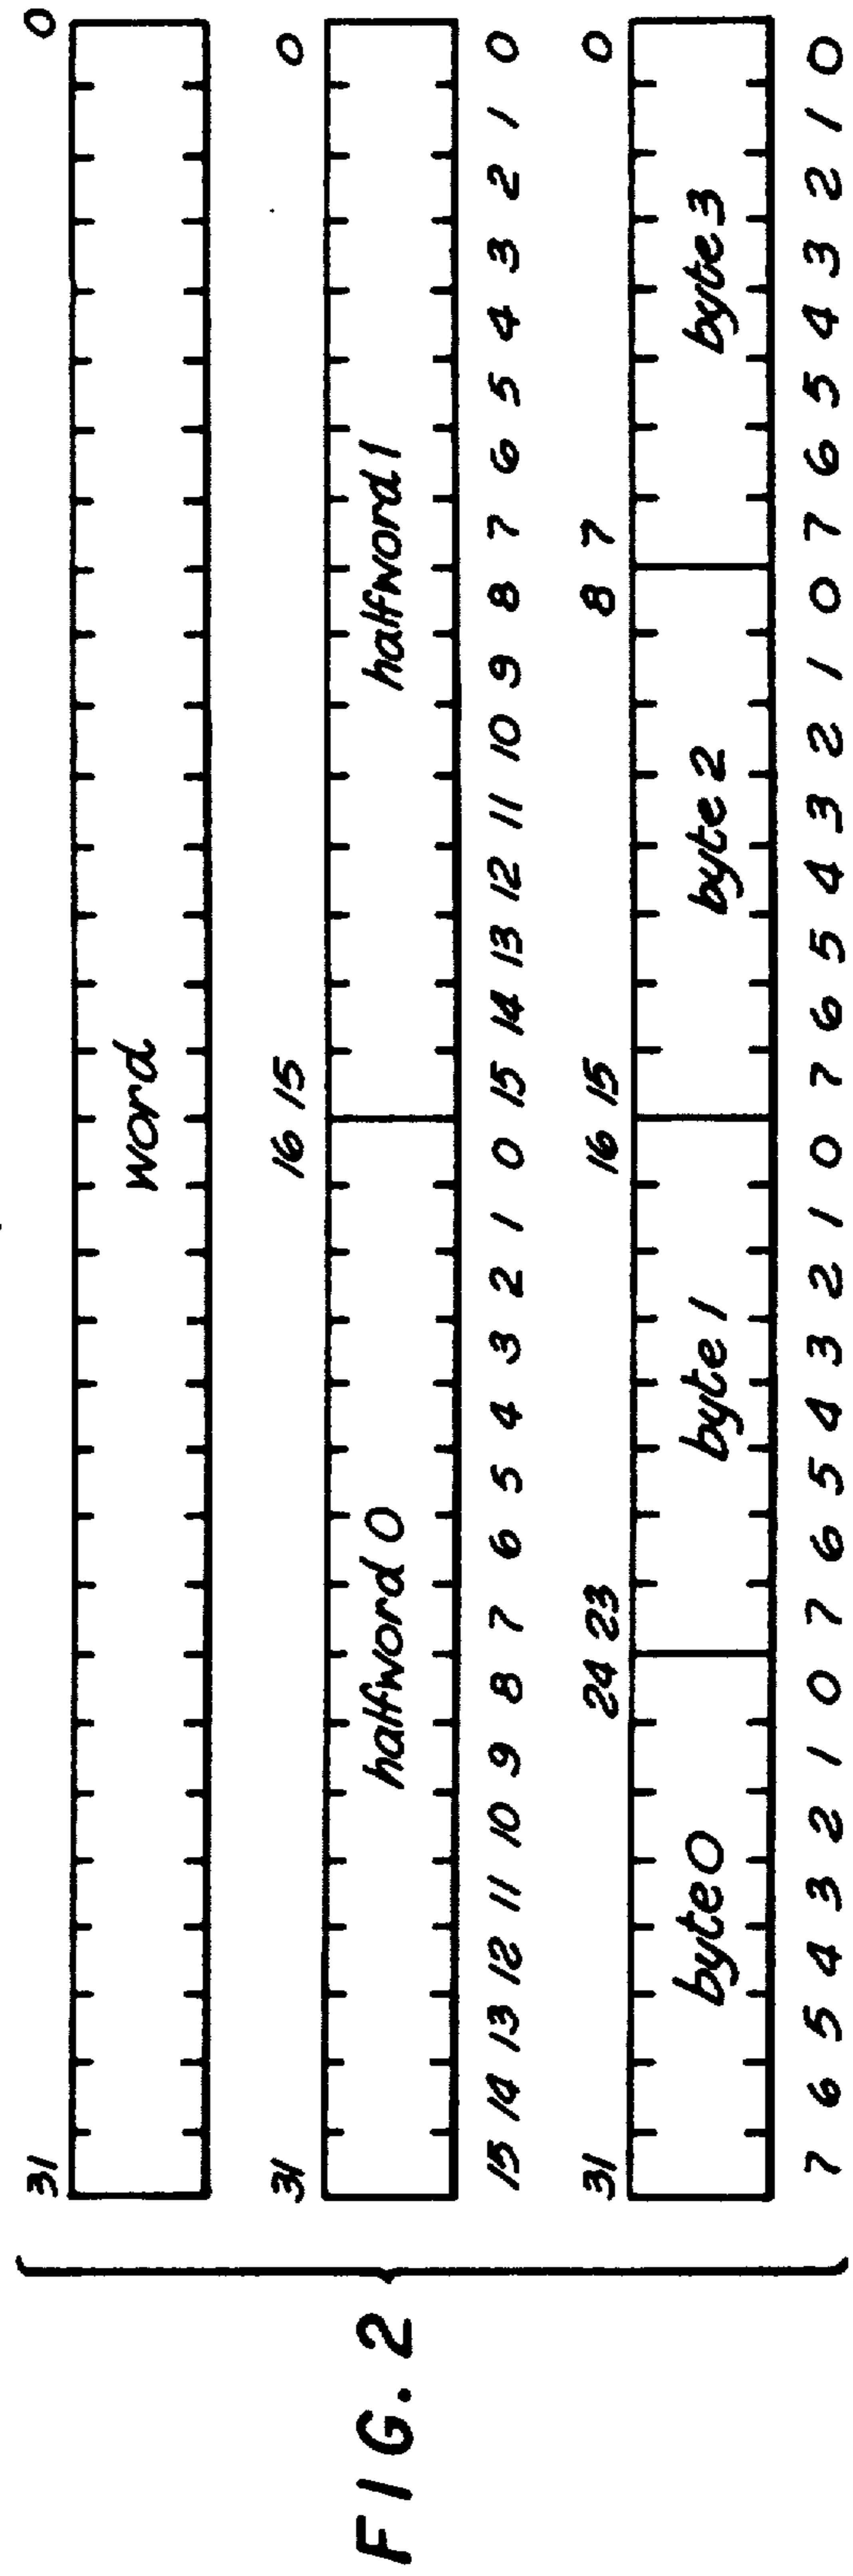 31 0
word
31 16 15 0
halfword 0 halfword 1
15 14 13 12 11 10 9 8 7 6 5 4 3 2 1 0 15 14 13 12 11 10 9 8 7 6 5 4 3 2 1 0
31 24 23 16 15 8 7 0
byte 0 byte 1 byte 2 byte 3
7 6 5 4 3 2 1 0 7 6 5 4 3 2 1 0 7 6 5 4 3 2 1 0 7 6 5 4 3 2 1 0
FIG. 2